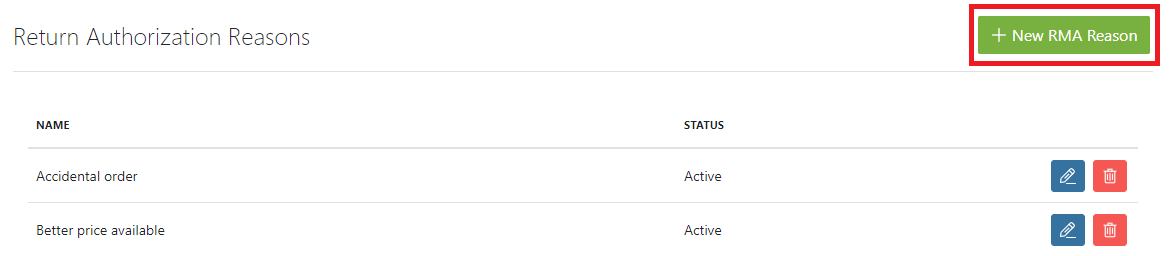 Return Authorization Reasons
New RMA Reason
NAME STATUS
Accidental order Active
Better price available Active